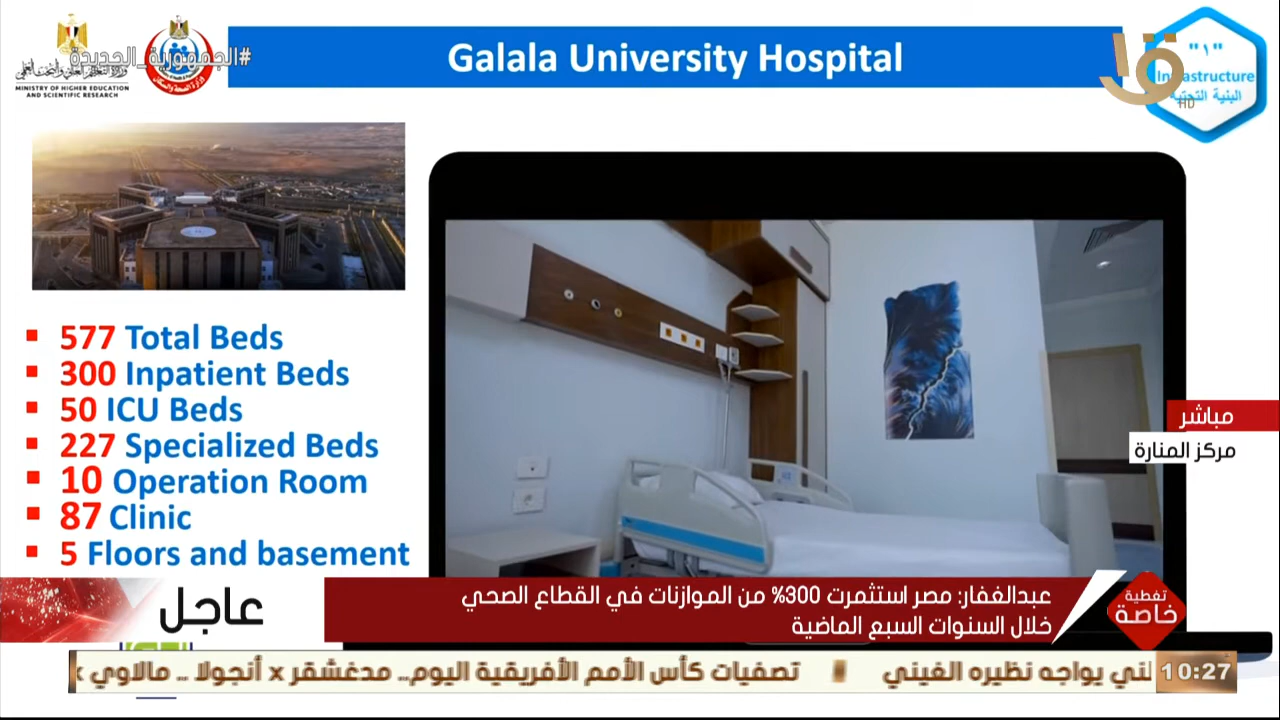 #الجمهورية_الجديدة
MINISTRY OF HIGHER EDUCATION
AND SCIENTIFIC RESEARCH
Galala University Hospital
"١"
Infrastructure
البنية التحتية
HD
577 Total Beds
300 Inpatient Beds
50 ICU Beds
227 Specialized Beds
10 Operation Room
87 Clinic
5 Floors and basement
مباشر
مركز المنارة
تغطية
خاصة
عبدالغفار: مصر استثمرت 300% من الموازنات في القطاع الصحي
خلال السنوات السبع الماضية
عاجل
10:27
يواجه نظيره الغيني
تصفيات كأس الأمم الأفريقية اليوم.. مدغشقر x أنجولا .. مالاوي x